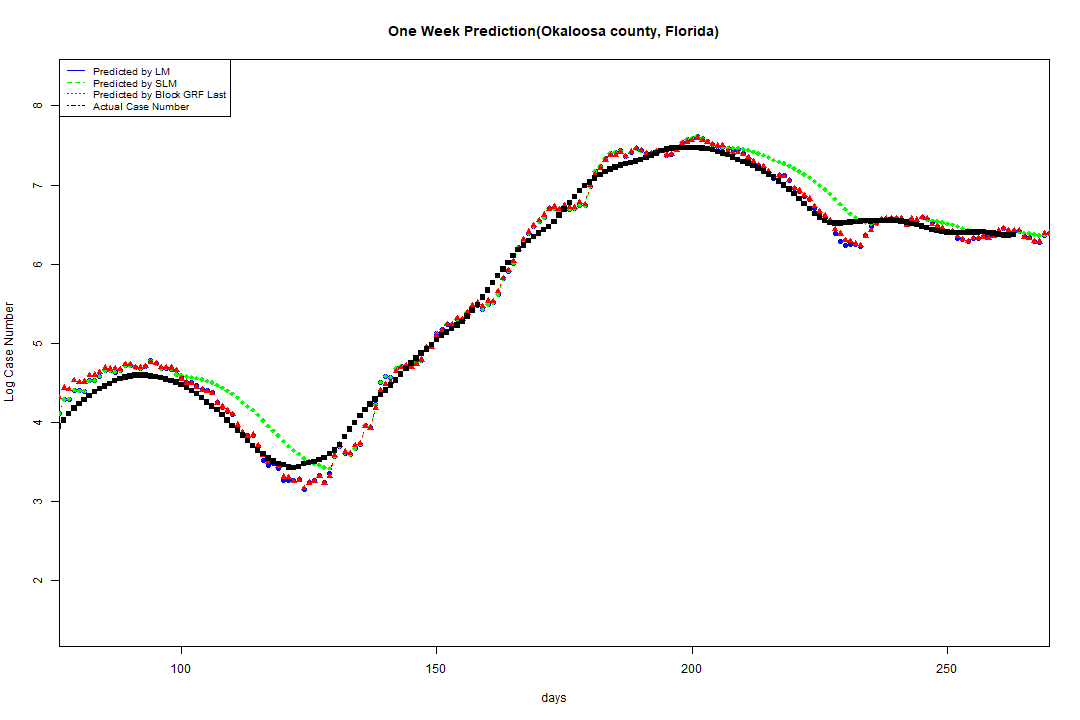 One Week Prediction(Okaloosa county, Florida)
Predicted by LM
Predicted by SLM
Predicted by Block GRF Last
Actual Case Number
8
7
6
5
4
3
2
Log Case Number
100 150 200 250
days